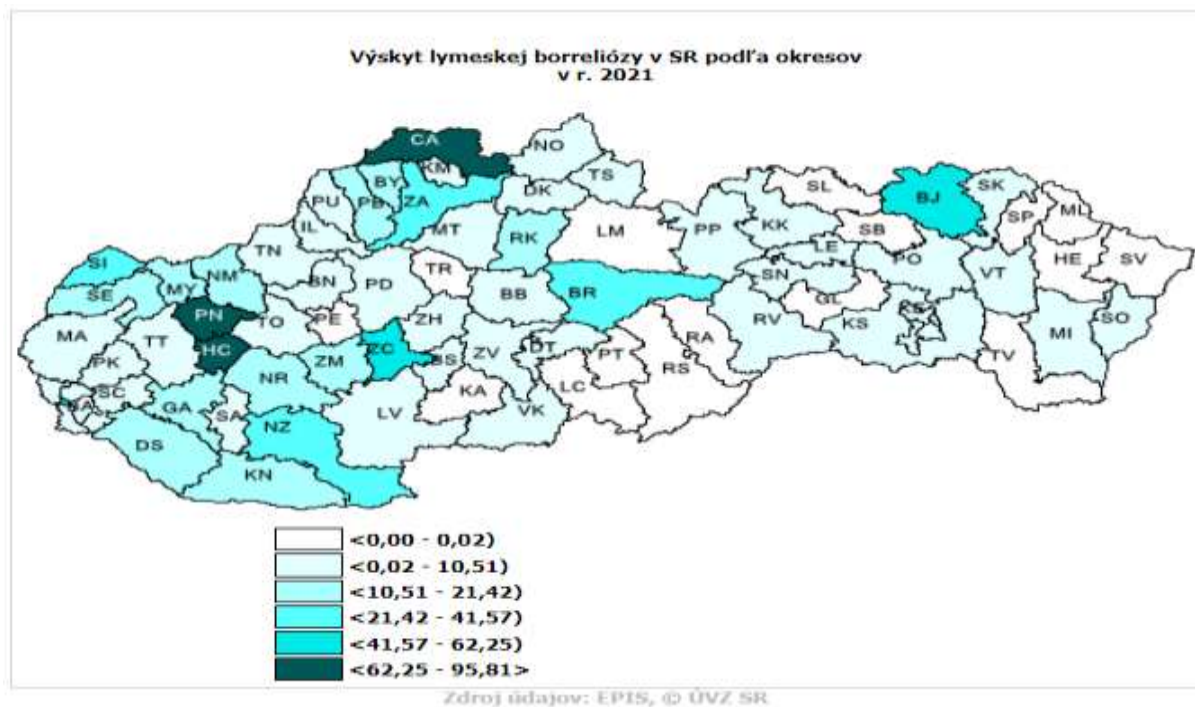 Výskyt lymeskej borreliózy v SR podľa okresov
v r. 2021
CA
NO
KM
TS
BY
DK
PU
PB
ZA
IL
MT
RK
LM
PP
KK
SL
BJ
SK
SP
ML
SB
LE
PO
HE
SV
SI
TN
NM
BN
PD
TR
BB
BR
SN
GL
VT
SE
MY
PN
TO
PE
ZH
RV
KS
MI
SO
MA
TT
HC
ZM
ZC
BS
ZV
DT
PT
RA
RS
TV
PK
SC
NR
KA
LC
GA
SA
LV
VK
NZ
DS
KN
<0,00 - 0,02)
<0,02 - 10,51)
<10,51 - 21,42)
<21,42 - 41,57)
<41,57 - 62,25)
<62,25 - 95,81>
Zdroj údajov: EPIS, © ÚVZ SR